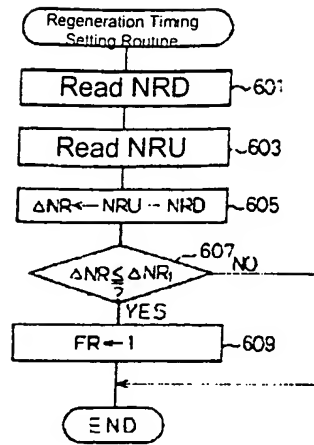 Regeneration Timing
Setting Routine
Read NRD
601
Read NRU
603
ΔNR←NRU-NRD
605
607
ΔNR≦ΔNR₁
?
NO
YES
FR←1
609
END